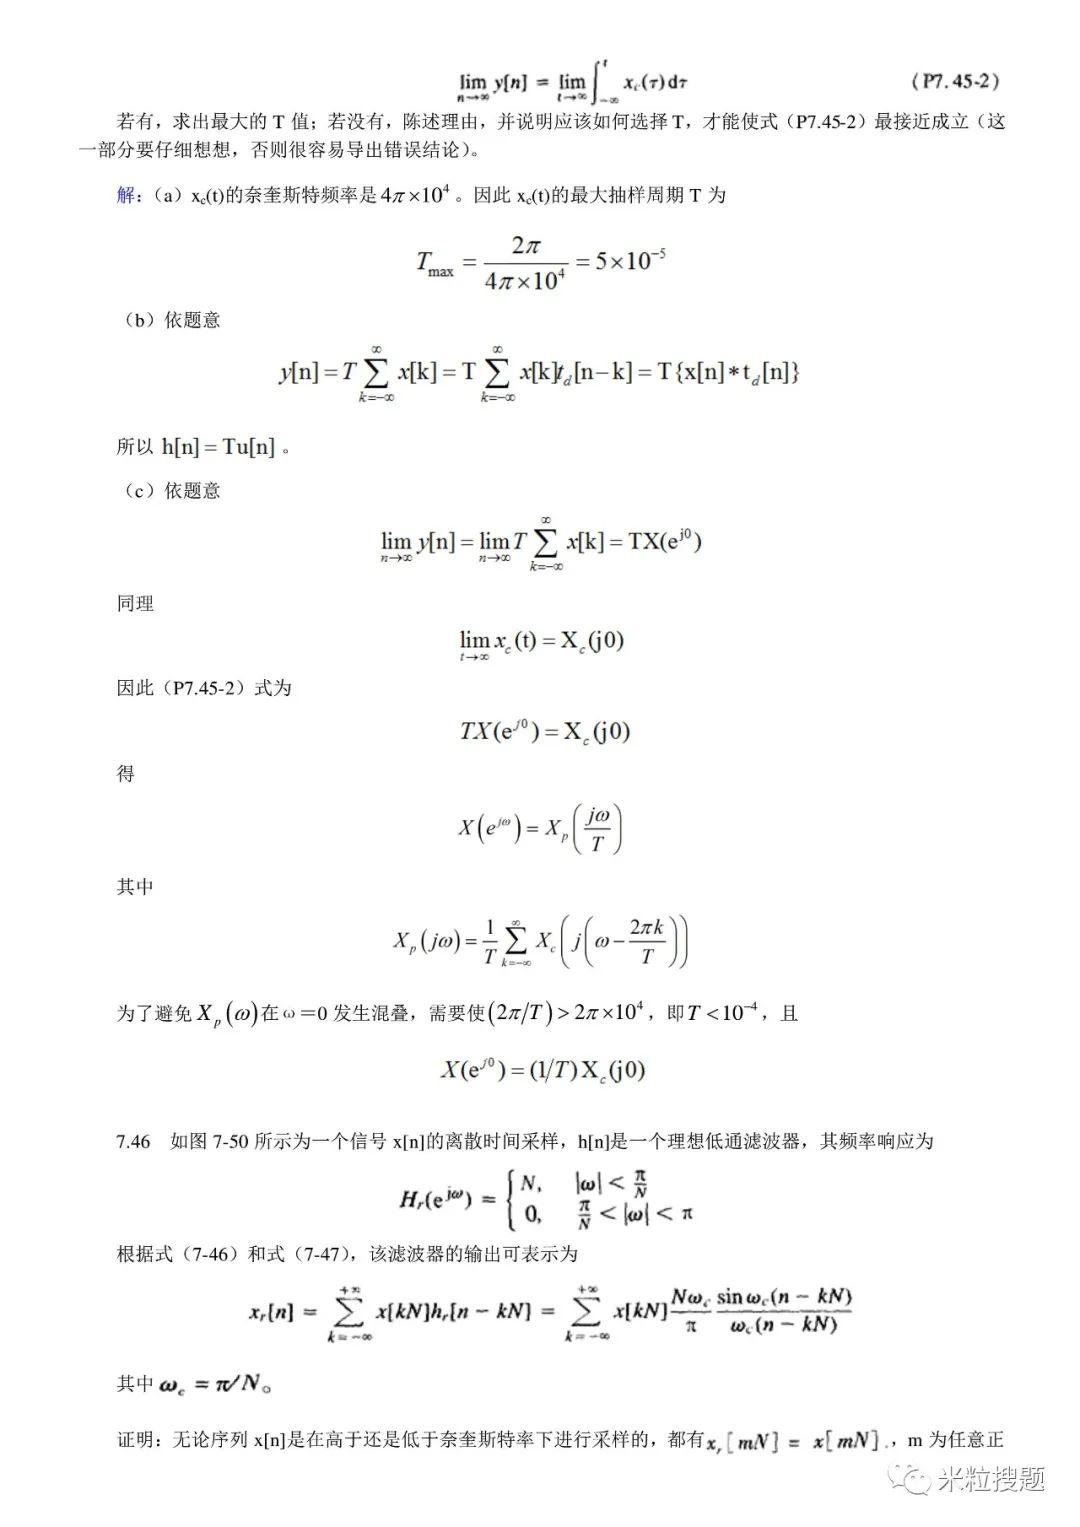 lim_{n→∞} y[n] = lim_{t→∞} ∫_{-∞}^{t} x_c(τ)dτ (P7.45-2)
若有，求出最大的 T 值；若没有，陈述理由，并说明应该如何选择 T，才能使式（P7.45-2）最接近成立（这
一部分要仔细想想，否则很容易导出错误结论）。
解：（a）x_c(t)的奈奎斯特频率是 4π×10^4 。因此 x_c(t)的最大抽样周期 T 为
T_max = 2π/(4π×10^4) = 5×10^{-5}
（b）依题意
y[n] = T ∑_{k=-∞}^{∞} x[k] = T ∑_{k=-∞}^{∞} x[k]t_d[n-k] = T{x[n]*t_d[n]}
所以 h[n] = Tu[n] 。
（c）依题意
lim_{n→∞} y[n] = lim_{n→∞} T ∑_{k=-∞}^{∞} x[k] = TX(e^{j0})
同理
lim_{t→∞} x_c(t) = X_c(j0)
因此（P7.45-2）式为
TX(e^{j0}) = X_c(j0)
得
X(e^{jω}) = X_p(jω/T)
其中
X_p(jω) = 1/T ∑_{k=-∞}^{∞} X_c(j(ω - 2πk/T))
为了避免 X_p(ω) 在 ω＝0 发生混叠，需要使 (2π/T) > 2π×10^4 ，即 T < 10^{-4} ，且
X(e^{j0}) = (1/T)X_c(j0)
7.46 如图 7-50 所示为一个信号 x[n]的离散时间采样，h[n]是一个理想低通滤波器，其频率响应为
H_r(e^{jω}) = { N, |ω| < π/N
0, π/N < |ω| < π
根据式（7-46）和式（7-47），该滤波器的输出可表示为
x_r[n] = ∑_{k=-∞}^{+∞} x[kN]h_r[n - kN] = ∑_{k=-∞}^{+∞} x[kN] Nω_c/π sin ω_c(n - kN)/ω_c(n - kN)
其中 ω_c = π/N。
证明：无论序列 x[n]是在高于还是低于奈奎斯特率下进行采样的，都有 x_r[mN] = x[mN] ，m 为任意正
米粒搜题